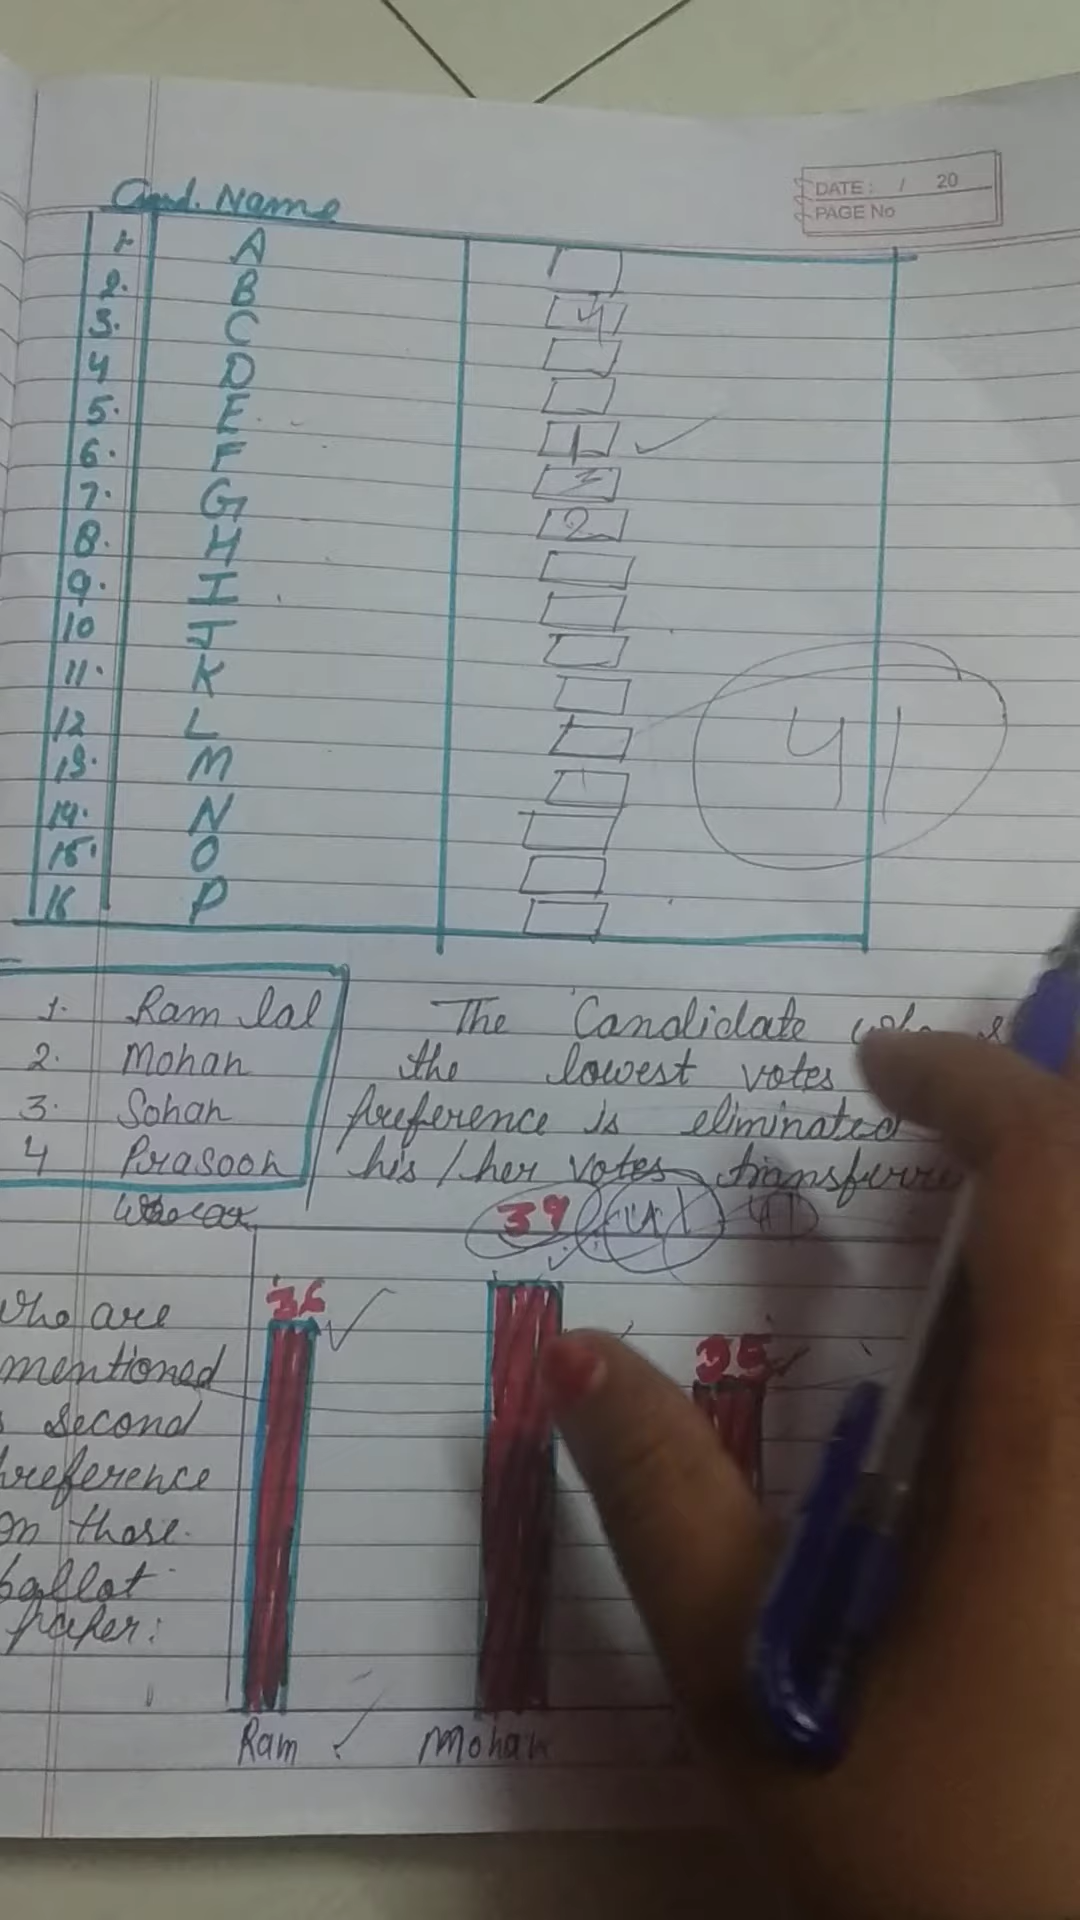 Cand. Name
DATE: / 20
PAGE No
1. A
2. B
3. C 4
4 D
5. E
6. F 1
7. G 3
8. H 2
9. I
10 J
11. K
12 L
13. M
14. N
15. O
16 P
41
1. Ram lal
2. Mohan
3. Sohan
4 Prasoon
The Candidate who
the lowest votes
preference is eliminated
his/her votes transferre
39 41
36
35
who are
mentioned
second
preference
on those
ballot
paper:
Ram Mohan